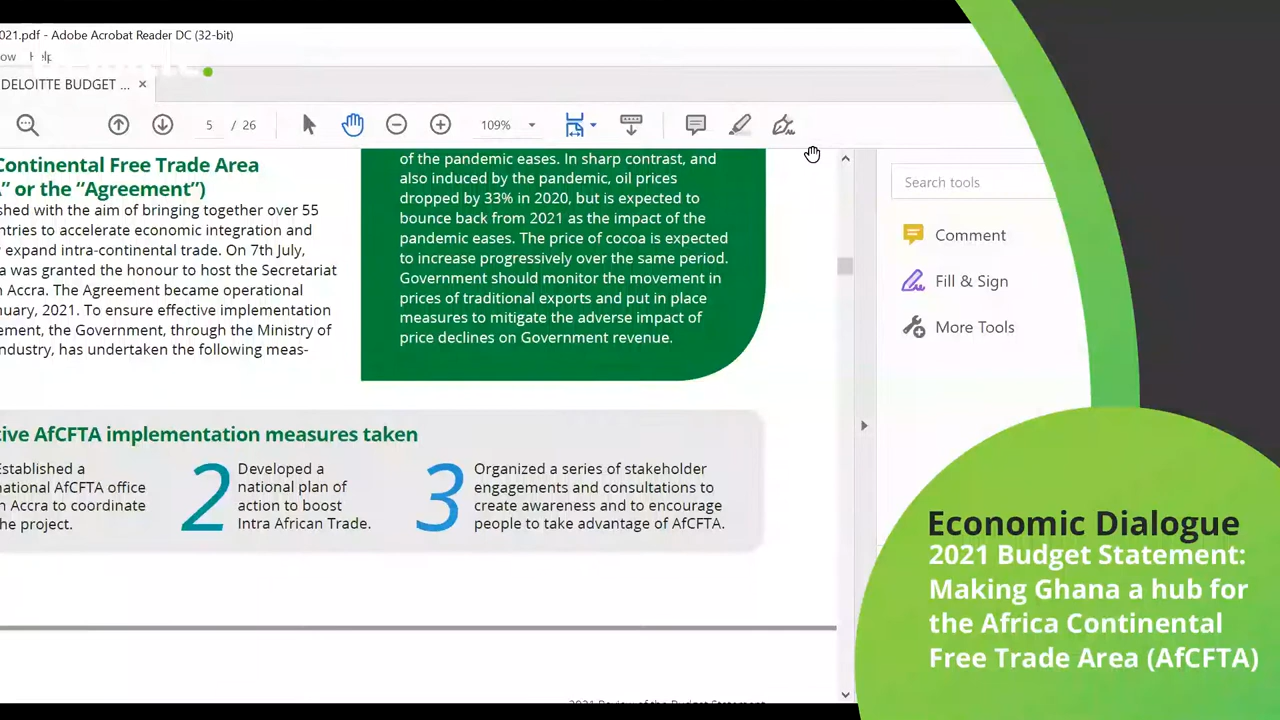 021.pdf - Adobe Acrobat Reader DC (32-bit)
ow Help
DELOITTE BUDGET ... ×
5 / 26
109%
Continental Free Trade Area
" or the "Agreement")
shed with the aim of bringing together over 55
ntries to accelerate economic integration and
expand intra-continental trade. On 7th July,
a was granted the honour to host the Secretariat
n Accra. The Agreement became operational
nuary, 2021. To ensure effective implementation
ement, the Government, through the Ministry of
ndustry, has undertaken the following meas-
of the pandemic eases. In sharp contrast, and
also induced by the pandemic, oil prices
dropped by 33% in 2020, but is expected to
bounce back from 2021 as the impact of the
pandemic eases. The price of cocoa is expected
to increase progressively over the same period.
Government should monitor the movement in
prices of traditional exports and put in place
measures to mitigate the adverse impact of
price declines on Government revenue.
tive AfCFTA implementation measures taken
Established a
national AfCFTA office
n Accra to coordinate
he project.
2
Developed a
national plan of
action to boost
Intra African Trade.
3
Organized a series of stakeholder
engagements and consultations to
create awareness and to encourage
people to take advantage of AfCFTA.
2021 Review of the Budget Statement
Search tools
Comment
Fill & Sign
More Tools
Economic Dialogue
2021 Budget Statement:
Making Ghana a hub for
the Africa Continental
Free Trade Area (AfCFTA)